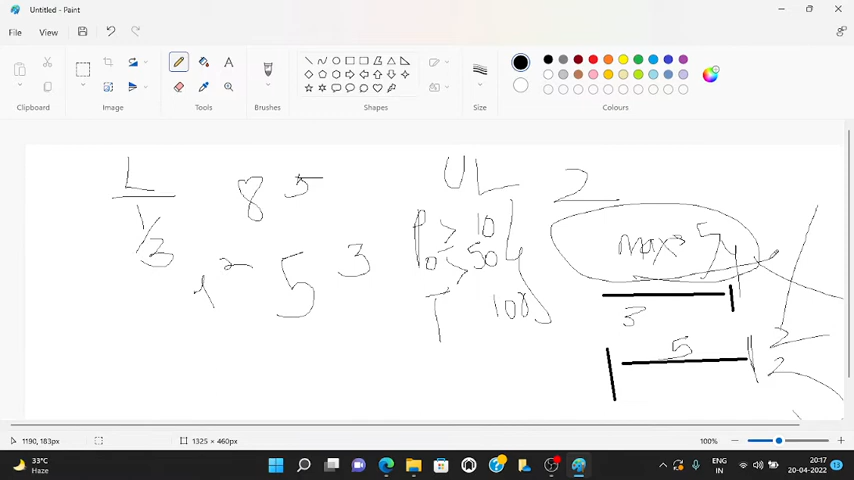 Untitled - Paint
File View
Clipboard
Image
Tools
Brushes
Shapes
Size
Colours
L 8 5 UL 2
P > 10
max = 5
1/3
5 3
50
T 100
3
5
2
2
1190, 183px
1325 × 460px
100%
33°C
Haze
ENG
IN
20:17
20-04-2022
13